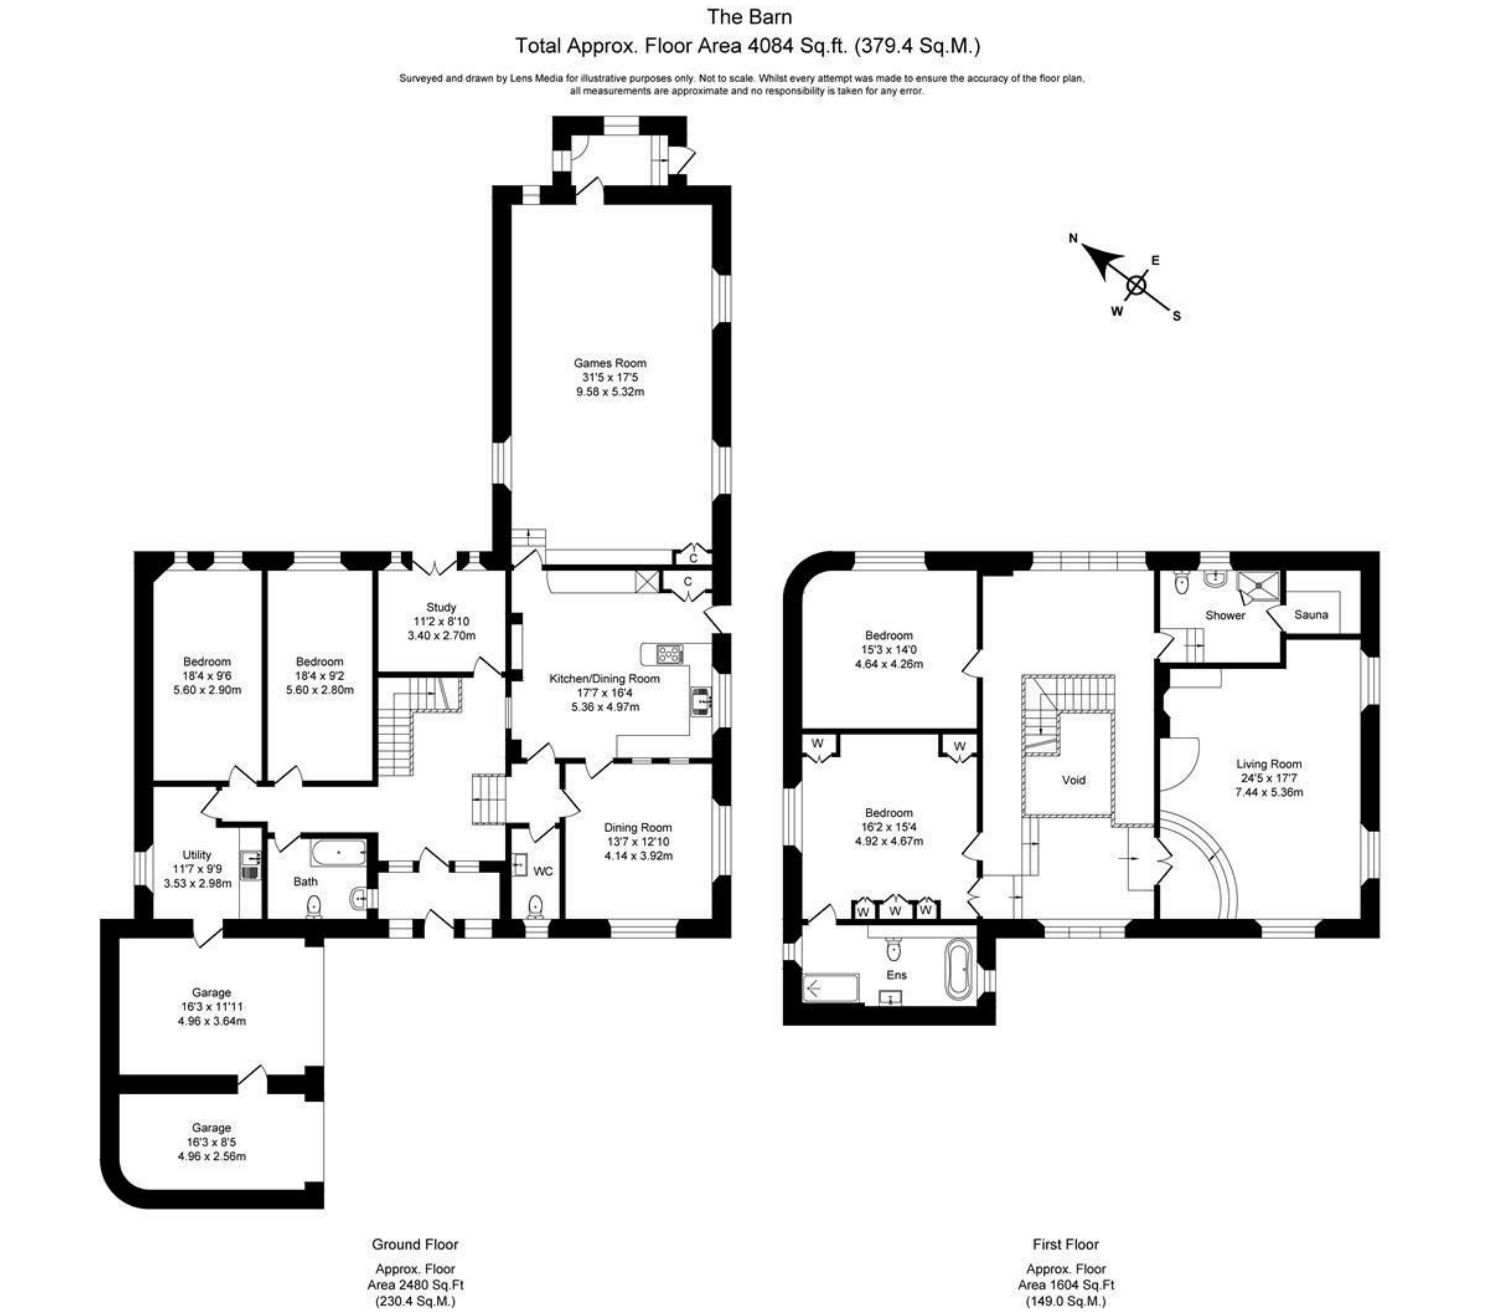 The Barn
Total Approx. Floor Area 4084 Sq.ft. (379.4 Sq.M.)
Surveyed and drawn by Lens Media for illustrative purposes only. Not to scale. Whilst every attempt was made to ensure the accuracy of the floor plan,
all measurements are approximate and no responsibility is taken for any error.
N
E
W
S
Games Room
31'5 x 17'5
9.58 x 5.32m
C
C
Study
11'2 x 8'10
3.40 x 2.70m
Bedroom
18'4 x 9'6
5.60 x 2.90m
Bedroom
18'4 x 9'2
5.60 x 2.80m
Kitchen/Dining Room
17'7 x 16'4
5.36 x 4.97m
Dining Room
13'7 x 12'10
4.14 x 3.92m
Utility
11'7 x 9'9
3.53 x 2.98m
Bath
WC
Garage
16'3 x 11'11
4.96 x 3.64m
Garage
16'3 x 8'5
4.96 x 2.56m
Ground Floor
Approx. Floor
Area 2480 Sq.Ft
(230.4 Sq.M.)
Bedroom
15'3 x 14'0
4.64 x 4.26m
Shower
Sauna
W
W
Void
Living Room
24'5 x 17'7
7.44 x 5.36m
Bedroom
16'2 x 15'4
4.92 x 4.67m
W
W
W
Ens
First Floor
Approx. Floor
Area 1604 Sq.Ft
(149.0 Sq.M.)